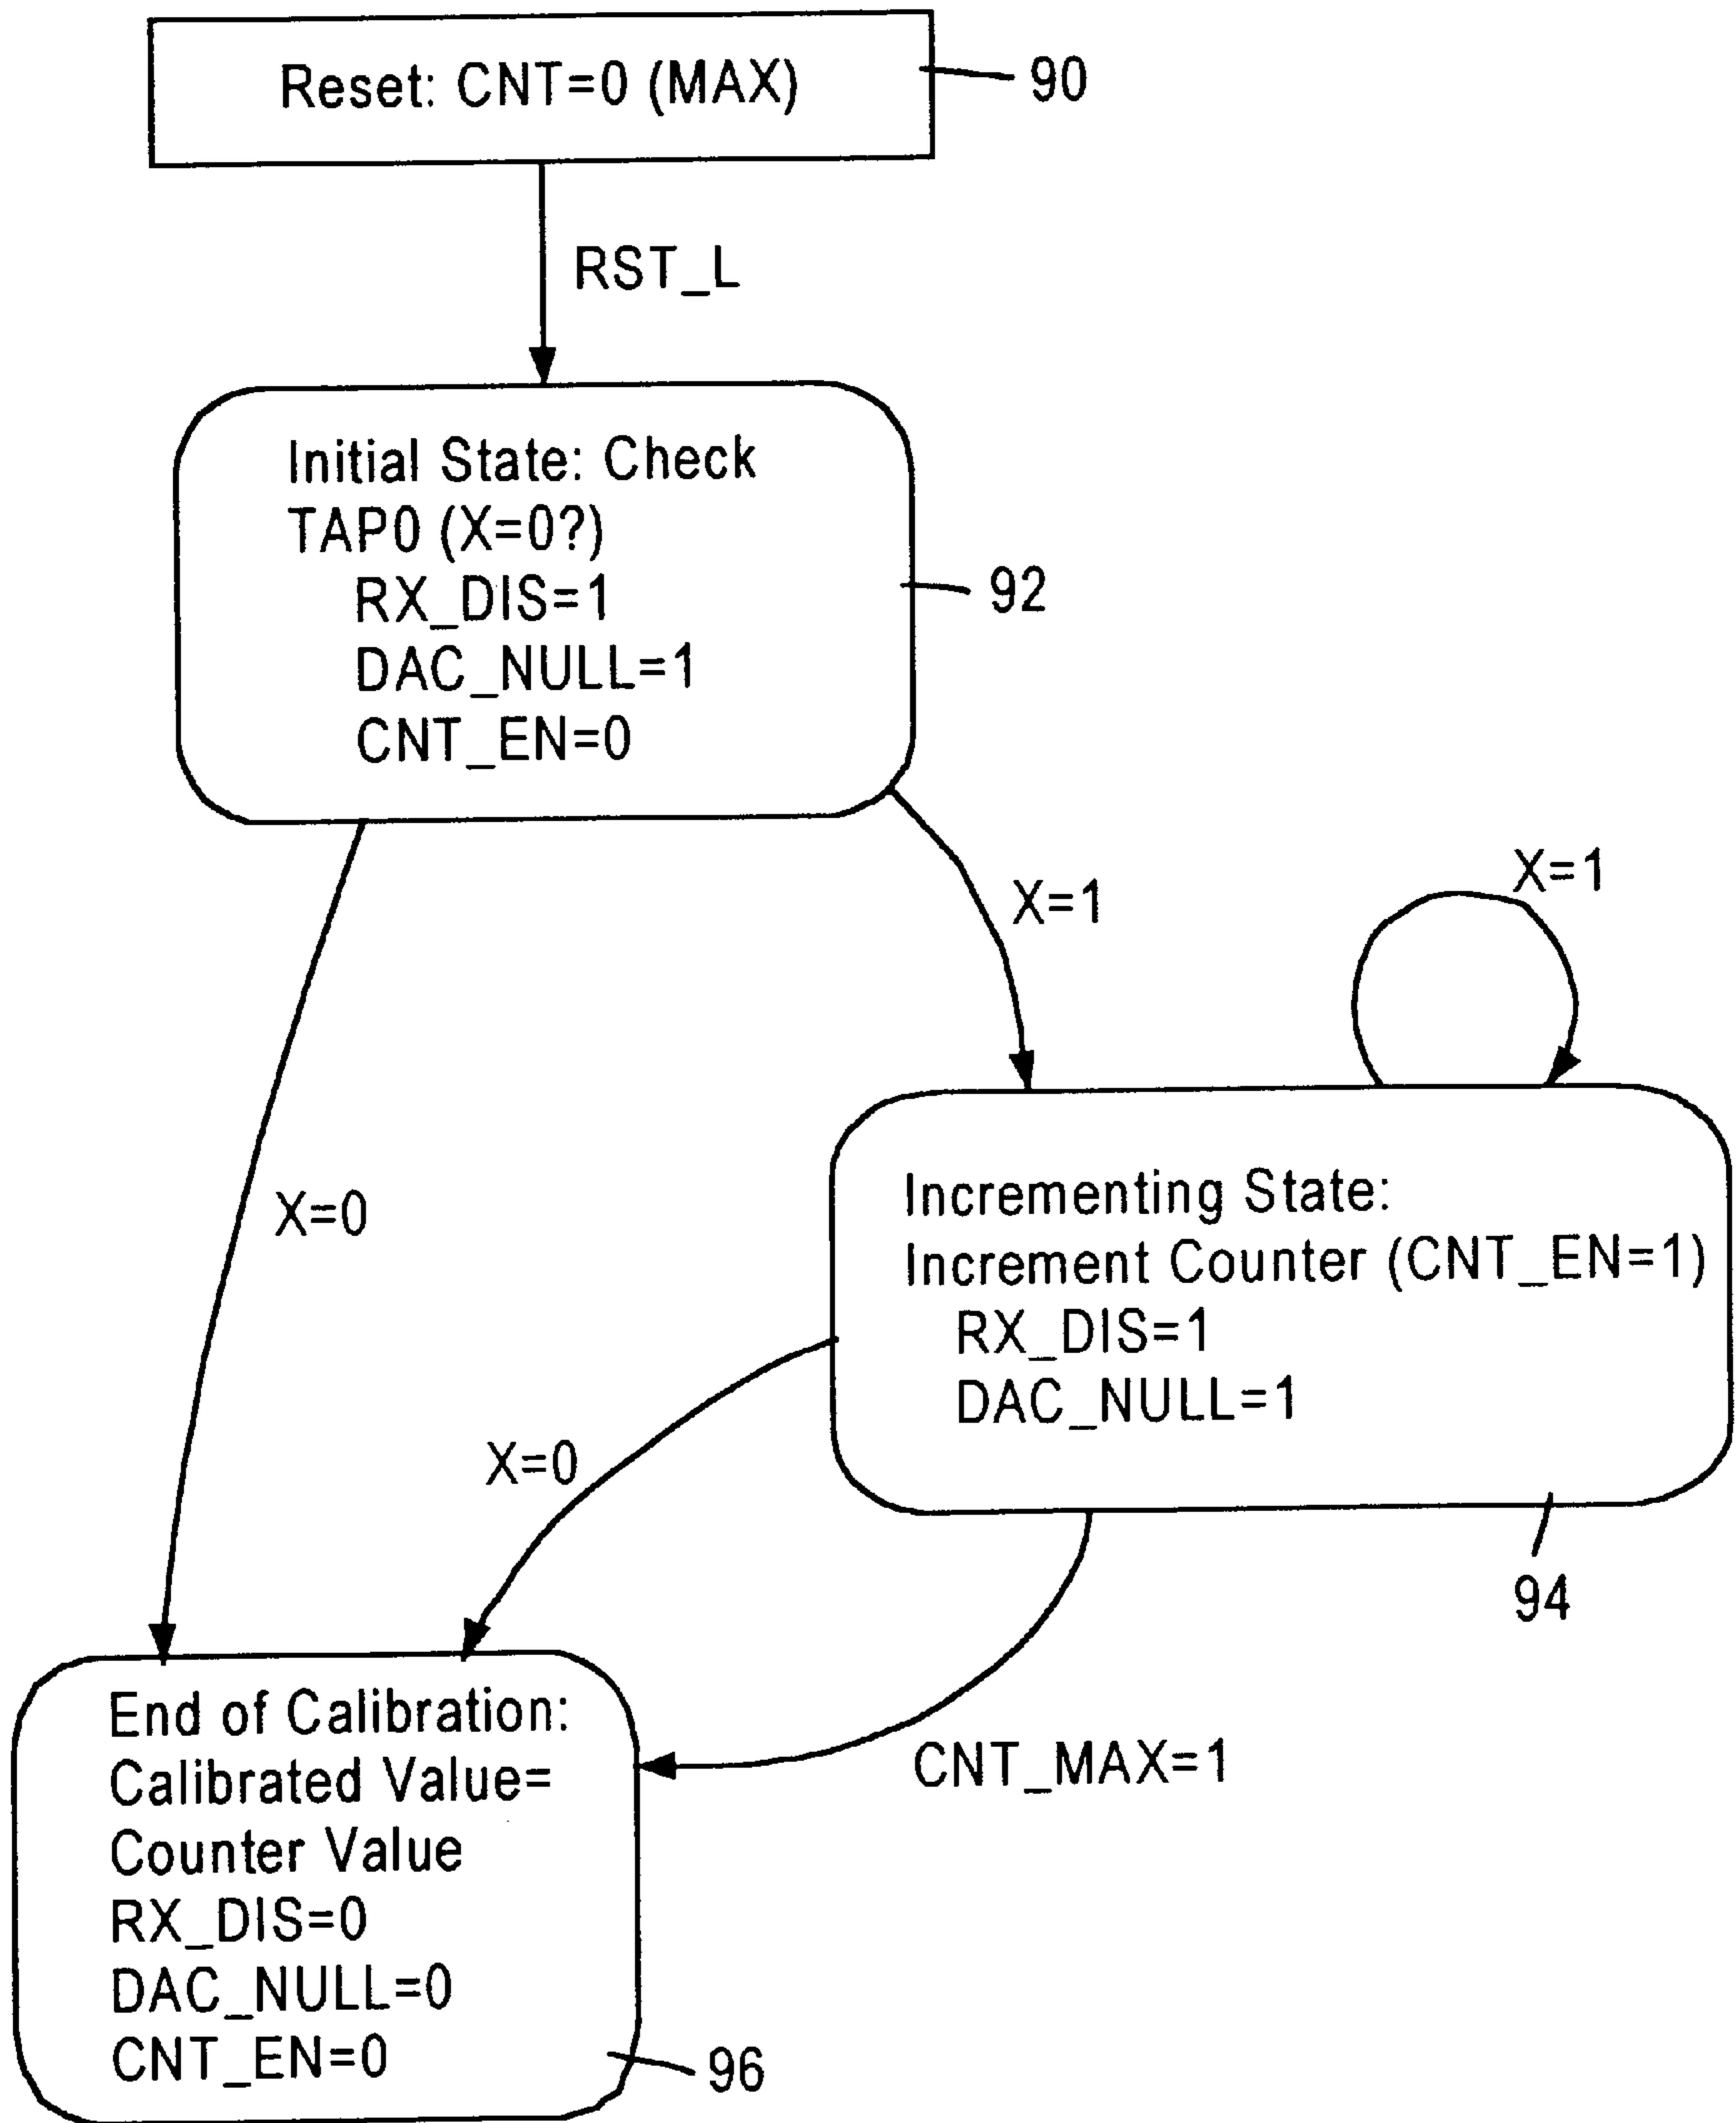 Reset: CNT=0 (MAX)
90
RST_L
Initial State: Check
TAP0 (X=0?)
RX_DIS=1
DAC_NULL=1
CNT_EN=0
92
X=1
X=1
X=0
Incrementing State:
Increment Counter (CNT_EN=1)
RX_DIS=1
DAC_NULL=1
X=0
94
CNT_MAX=1
End of Calibration:
Calibrated Value=
Counter Value
RX_DIS=0
DAC_NULL=0
CNT_EN=0
96